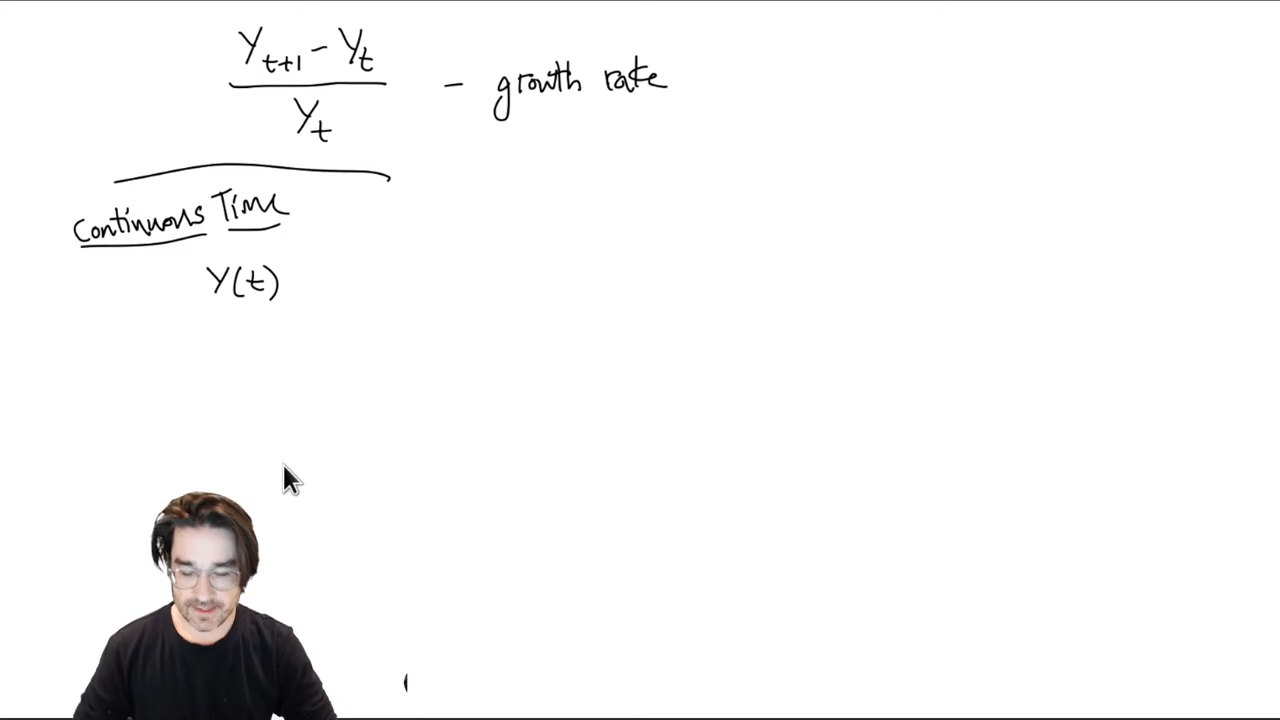 Y_{t+1} - Y_t
Y_t
- growth rate
Continuous Time
Y(t)